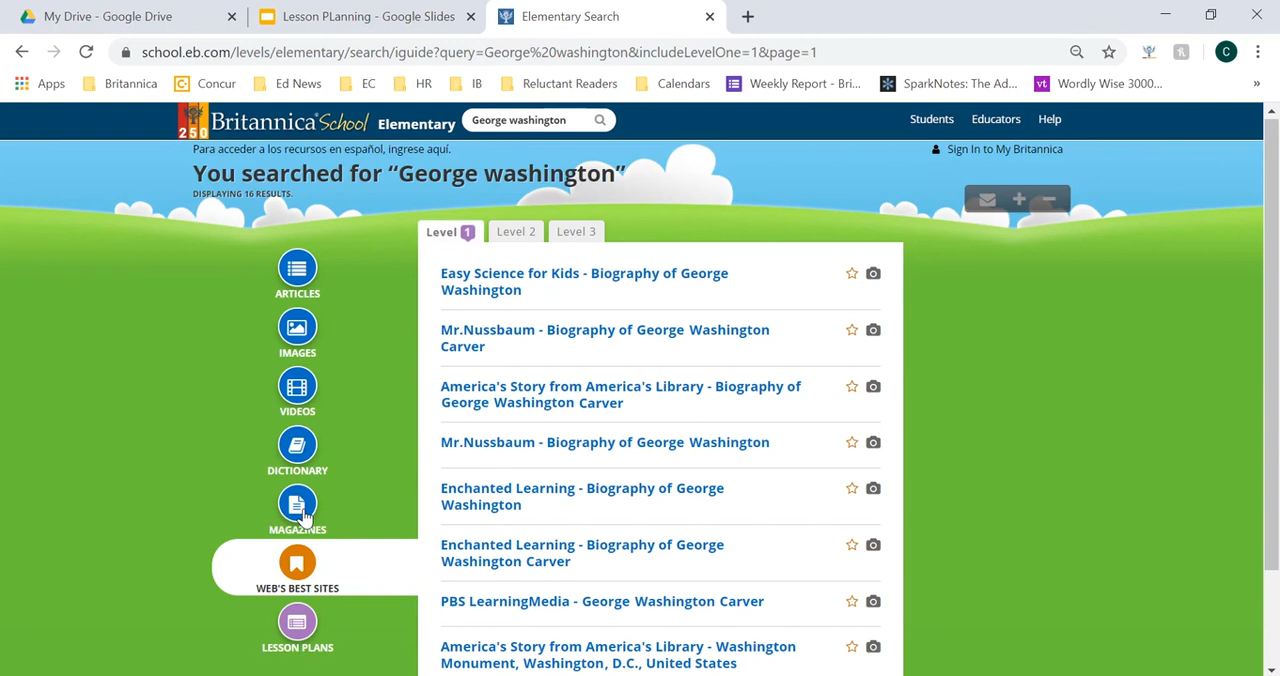 My Drive - Google Drive
Lesson PLanning - Google Slides
Elementary Search
school.eb.com/levels/elementary/search/iguide?query=George%20washington&includeLevelOne=1&page=1
C
Apps
Britannica
C
Concur
Ed News
EC
HR
IB
Reluctant Readers
Calendars
Weekly Report - Bri...
SparkNotes: The Ad...
vt
Wordly Wise 3000...
»
250
Britannica School Elementary
George washington
Students
Educators
Help
Para acceder a los recursos en español, ingrese aquí.
Sign In to My Britannica
You searched for “George washington”
DISPLAYING 16 RESULTS.
Level 1
Level 2
Level 3
ARTICLES
IMAGES
VIDEOS
DICTIONARY
MAGAZINES
WEB'S BEST SITES
LESSON PLANS
Easy Science for Kids - Biography of George
Washington
Mr.Nussbaum - Biography of George Washington
Carver
America's Story from America's Library - Biography of
George Washington Carver
Mr.Nussbaum - Biography of George Washington
Enchanted Learning - Biography of George
Washington
Enchanted Learning - Biography of George
Washington Carver
PBS LearningMedia - George Washington Carver
America's Story from America's Library - Washington
Monument, Washington, D.C., United States